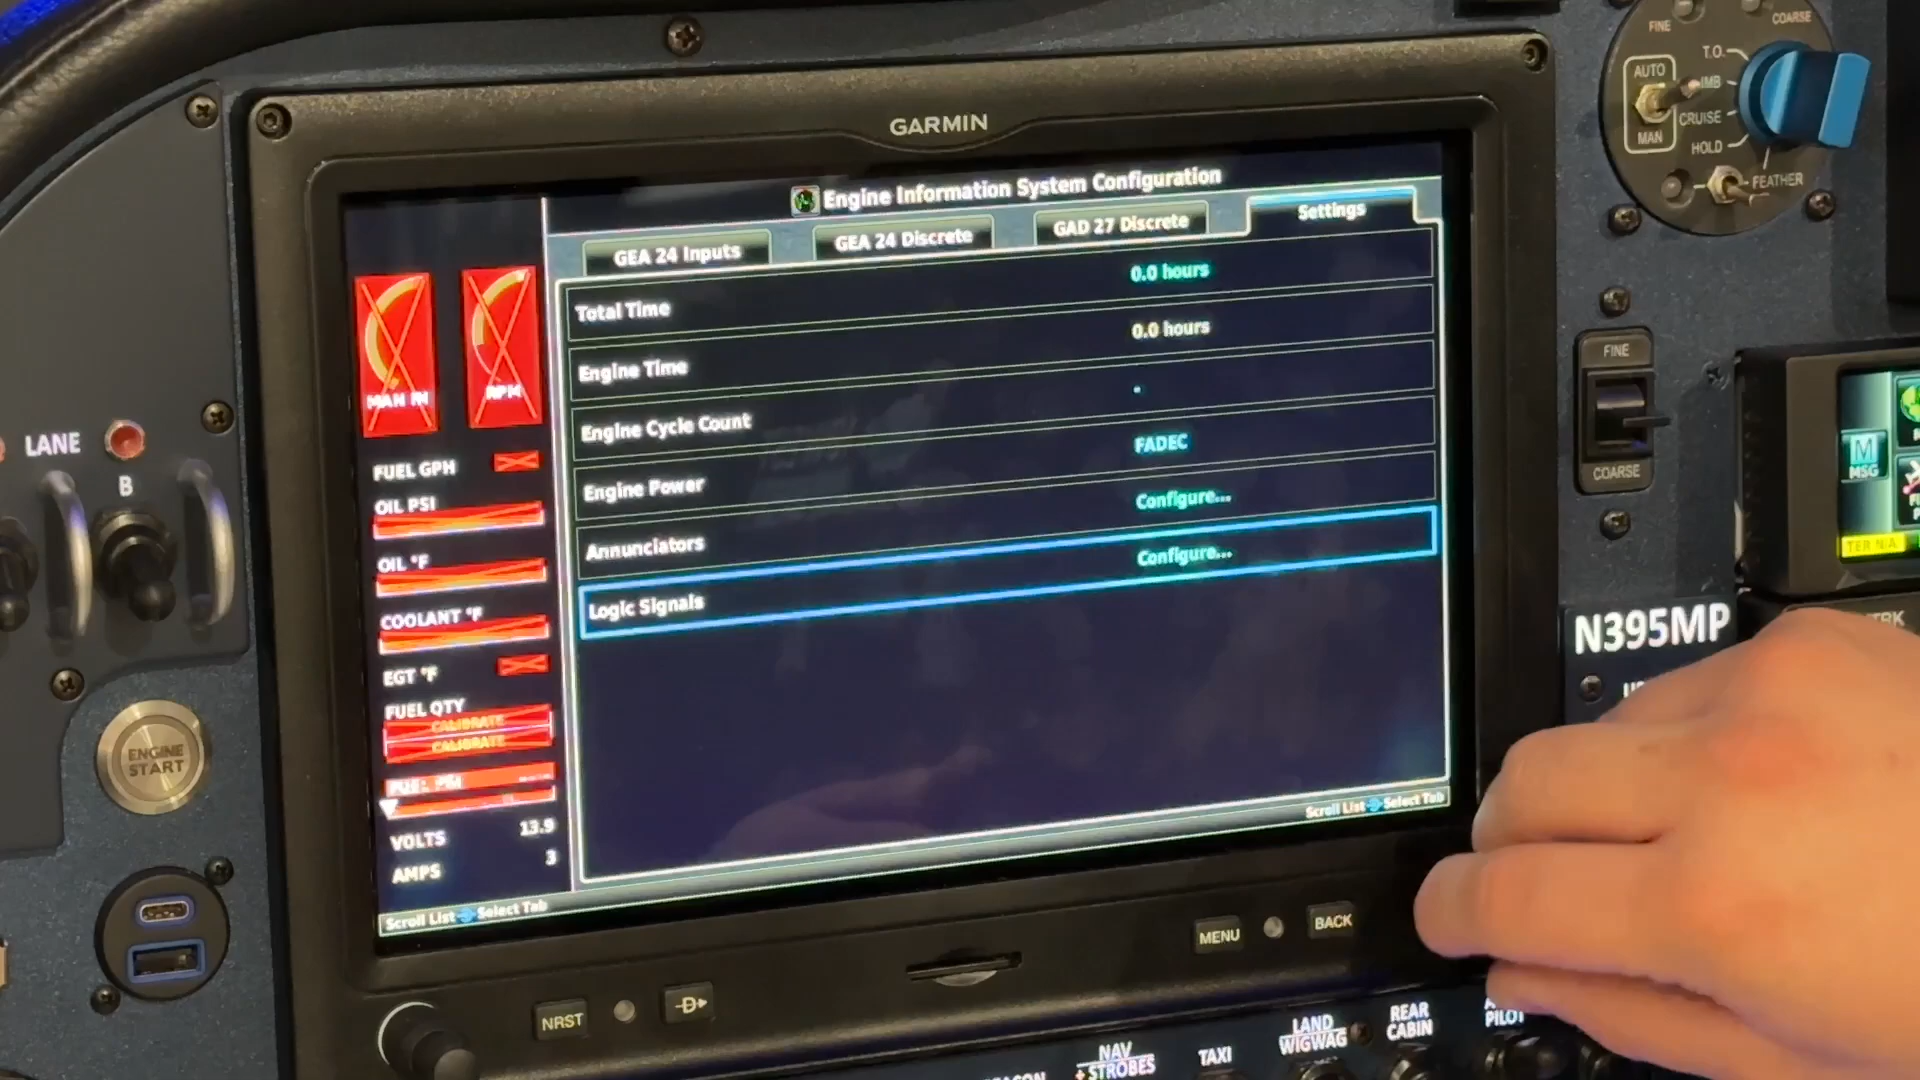 FINE
COARSE
T.O.
AUTO
CRUISE
MAN
HOLD
FEATHER
GARMIN
Engine Information System Configuration
GEA 24 Inputs
GEA 24 Discrete
GAD 27 Discrete
Settings
Total Time
0.0 hours
Engine Time
0.0 hours
Engine Cycle Count
-
Engine Power
FADEC
Annunciators
Configure...
Logic Signals
Configure...
Scroll List Select Tab
MAN IN
RPM
FUEL GPH
OIL PSI
OIL °F
COOLANT °F
EGT °F
FUEL QTY
CALIBRATE
CALIBRATE
FUEL PSI
VOLTS 13.9
AMPS 3
Scroll List Select Tab
LANE
B
ENGINE
START
FINE
COARSE
MSG
TER N/A
N395MP
MENU
BACK
NRST
D
NAV
+ STROBES
TAXI
LAND
WIGWAG
REAR
CABIN
PILOT